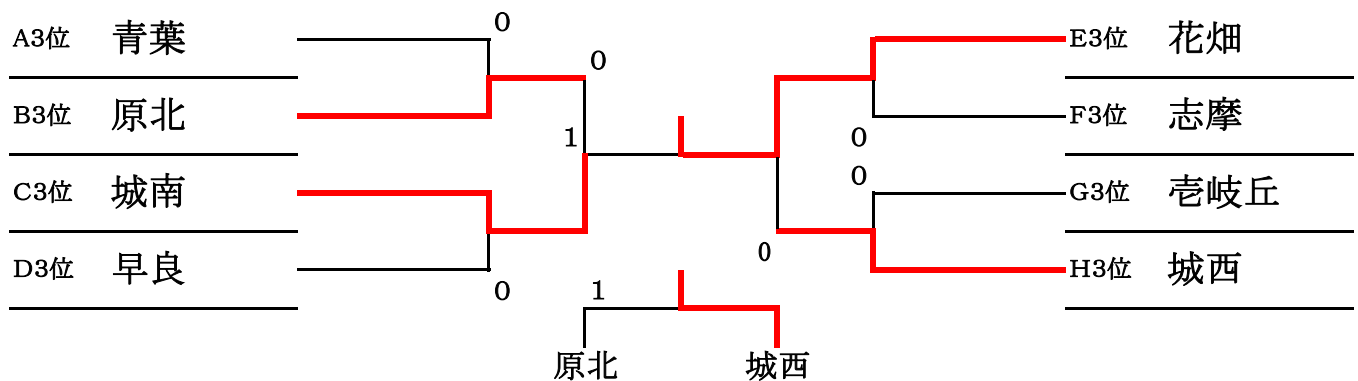 A3位 青葉
B3位 原北
C3位 城南
D3位 早良
0
0
1
0
1
E3位 花畑
F3位 志摩
G3位 壱岐丘
H3位 城西
0
0
0
原北 城西